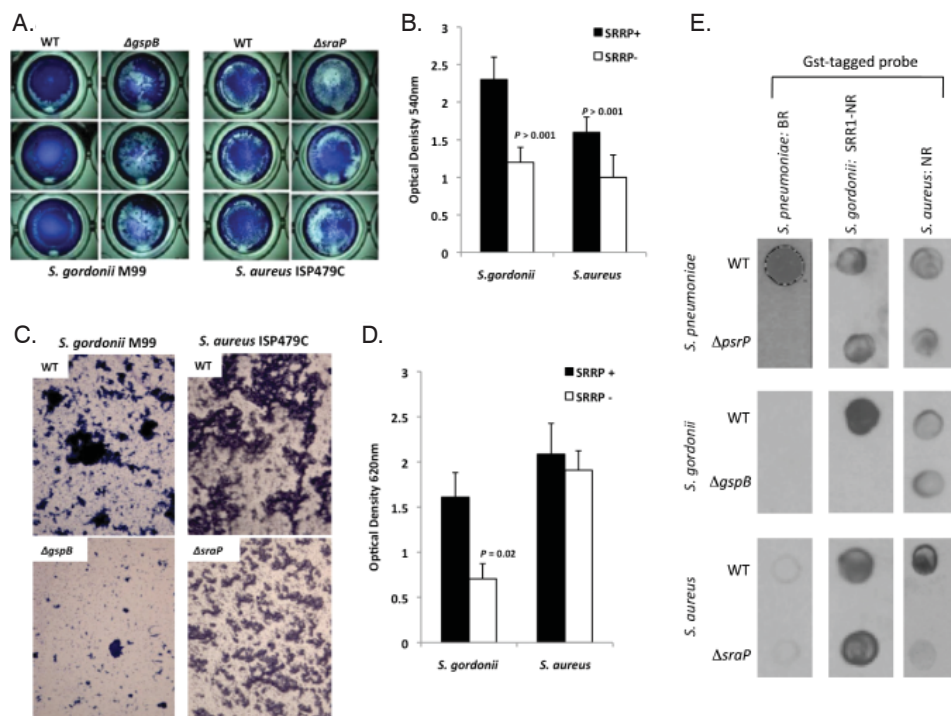 A.
WT
ΔgspB
WT
ΔsraP
S. gordonii M99
S. aureus ISP479C
B.
Optical Denisty 540nm
3
2.5
2
1.5
1
0.5
0
SRRP+
SRRP-
P > 0.001
P > 0.001
S.gordonii
S.aureus
C.
S. gordonii M99
S. aureus ISP479C
WT
WT
ΔgspB
ΔsraP
D.
Optical Density 620nm
3
2.5
2
1.5
1
0.5
0
SRRP +
SRRP -
P = 0.02
S. gordonii
S. aureus
E.
Gst-tagged probe
S. pneumoniae: BR
S. gordonii: SRR1-NR
S. aureus: NR
S. pneumoniae
WT
ΔpsrP
S. gordonii
WT
ΔgspB
S. aureus
WT
ΔsraP